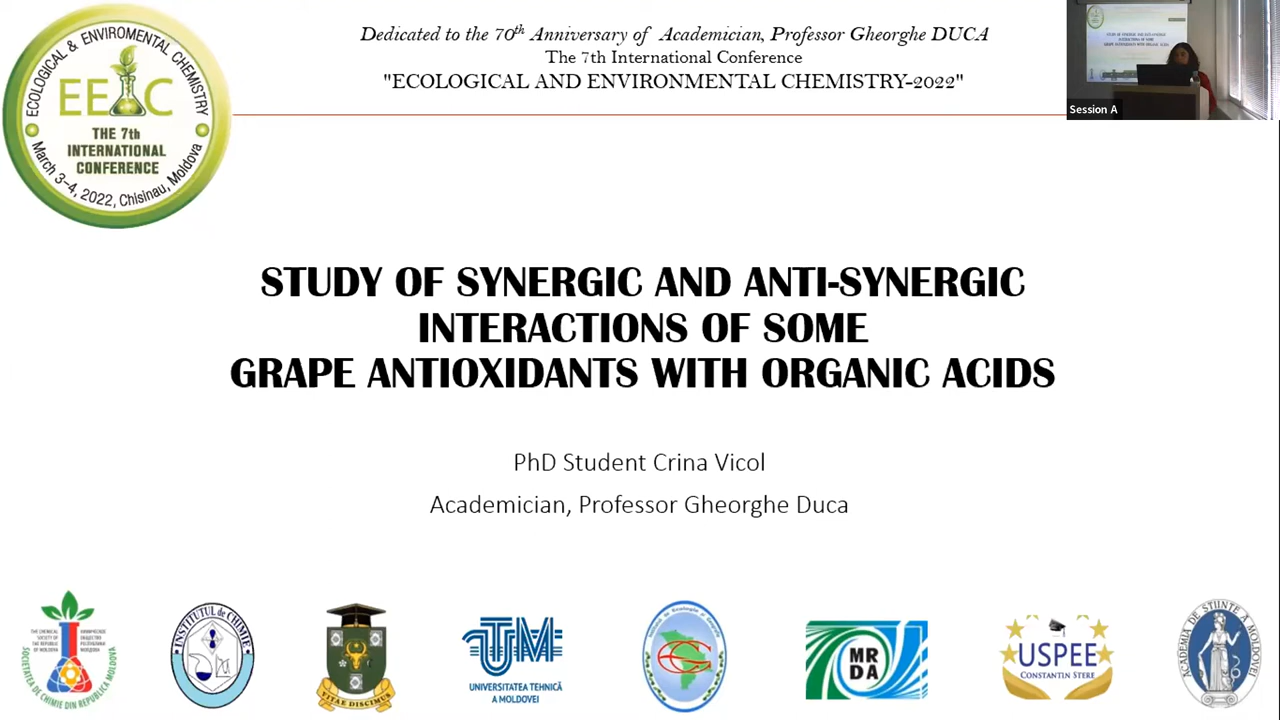 ECOLOGICAL & ENVIROMENTAL CHEMISTRY
EEC
THE 7th
INTERNATIONAL
CONFERENCE
March 3-4, 2022, Chisinau, Moldova
Dedicated to the 70th Anniversary of Academician, Professor Gheorghe DUCA
The 7th International Conference
"ECOLOGICAL AND ENVIRONMENTAL CHEMISTRY-2022"
Session A
STUDY OF SYNERGIC AND ANTI-SYNERGIC
INTERACTIONS OF SOME
GRAPE ANTIOXIDANTS WITH ORGANIC ACIDS
PhD Student Crina Vicol
Academician, Professor Gheorghe Duca
SOCIETATEA DE CHIMIE DIN REPUBLICA MOLDOVA
INSTITUTUL de CHIMIE
VITAE DISCIMUS
UTM
UNIVERSITATEA TEHNICĂ
A MOLDOVEI
MR
DA
USPEE
CONSTANTIN STERE
ACADEMIA DE ȘTIINȚE A MOLDOVEI